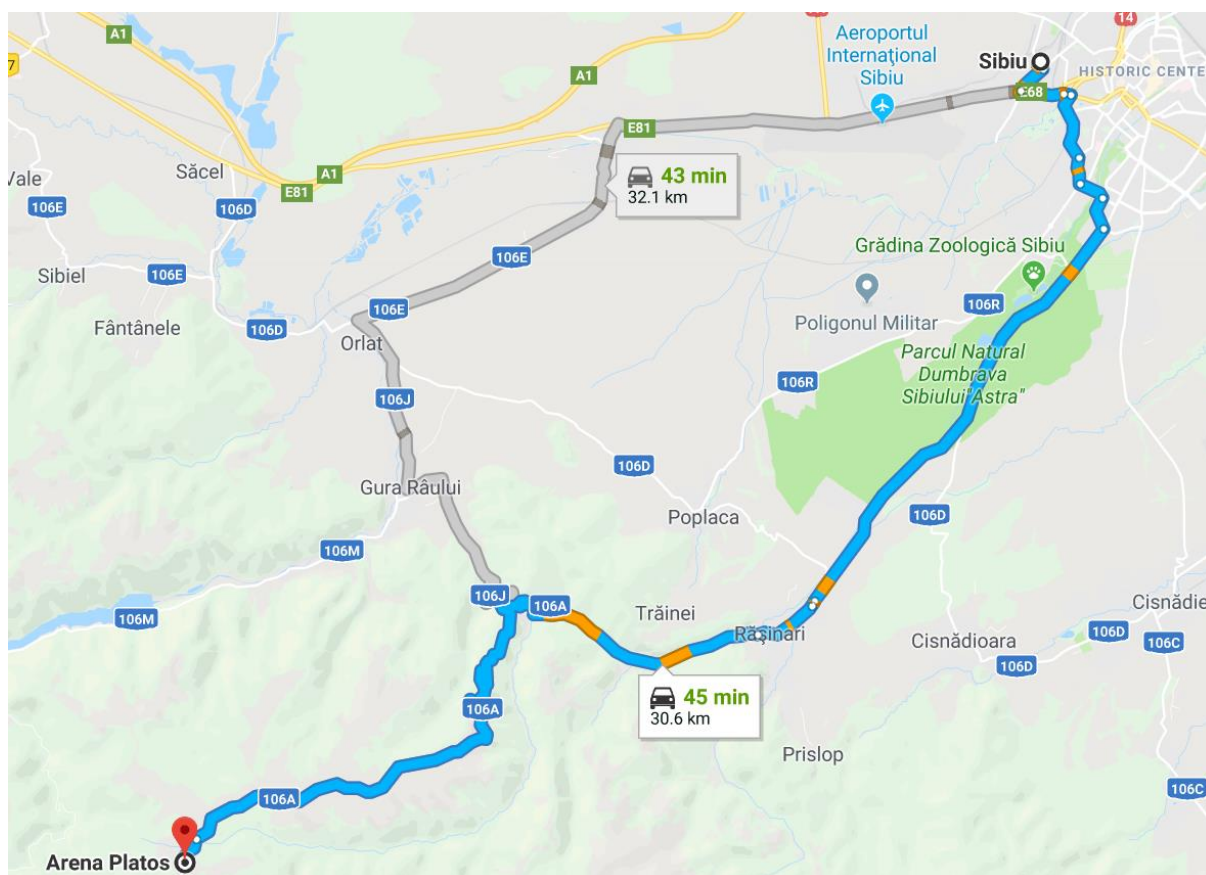 14
A1
Aeroportul
Internaţional
Sibiu
Sibiu
HISTORIC CENTE
7
A1
E68
E81
43 min
32.1 km
A1
E81
Săcel
Vale
106E
106D
Grădina Zoologică Sibiu
106E
Sibiel
106E
106R
Fântânele
106D
106E
Poligonul Militar
Orlat
Parcul Natural
Dumbrava
Sibiului"Astra"
106R
106J
106D
Gura Râului
Poplaca
106D
106M
106J
106A
Trăinei
Cisnădie
106M
Răşinari
Cisnădioara
106D
106C
106D
45 min
30.6 km
106A
Prislop
106A
106C
Arena Platos